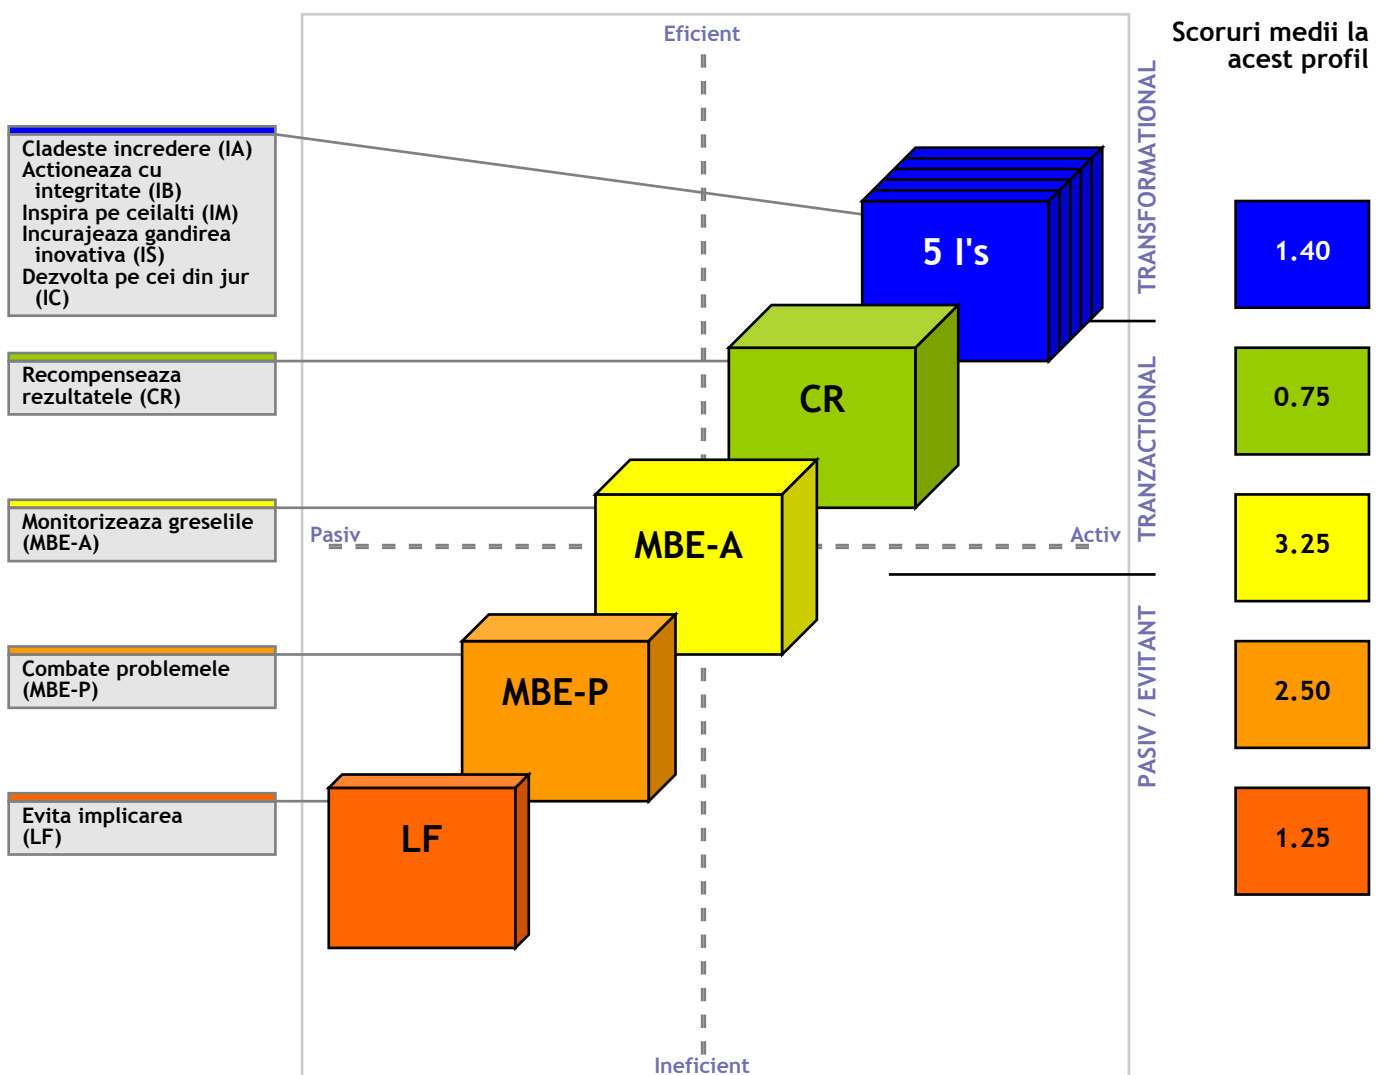 Eficient
Scoruri medii la
acest profil
Cladeste incredere (IA)
Actioneaza cu
integritate (IB)
Inspira pe ceilalti (IM)
Incurajeaza gandirea
inovativa (IS)
Dezvolta pe cei din jur
(IC)
5 I's
TRANSFORMATIONAL
1.40
Recompenseaza
rezultatele (CR)
CR
TRANZACTIONAL
0.75
Monitorizeaza greselile
(MBE-A)
Pasiv
MBE-A
Activ
3.25
Combate problemele
(MBE-P)
MBE-P
PASIV / EVITANT
2.50
Evita implicarea
(LF)
LF
1.25
Ineficient